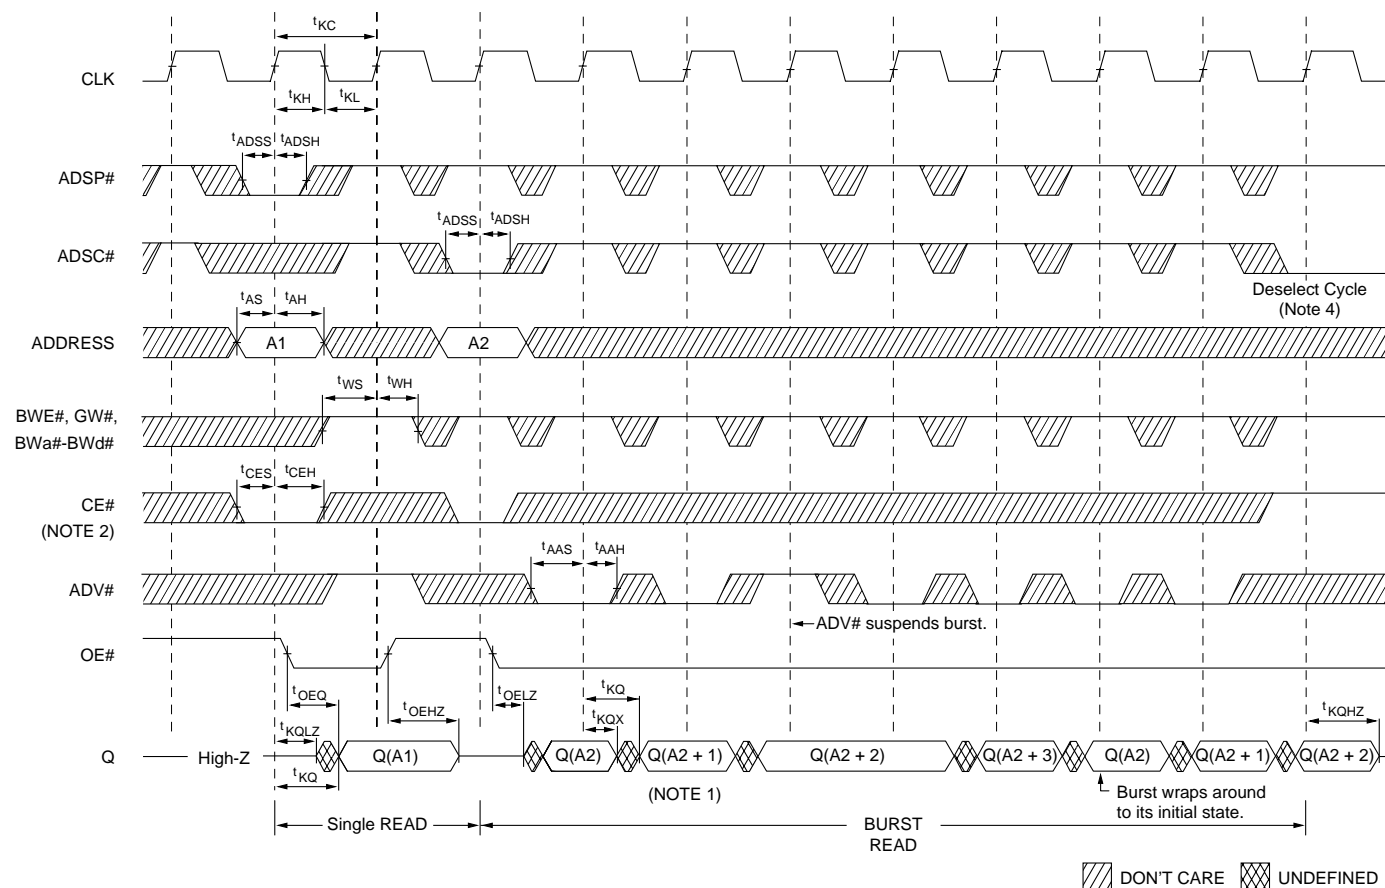 tKC
CLK
tKH
tKL
tADSS
tADSH
ADSP#
tADSS
tADSH
ADSC#
Deselect Cycle
(Note 4)
tAS
tAH
ADDRESS
A1
A2
tWS
tWH
BWE#, GW#,
BWa#-BWd#
tCES
tCEH
CE#
(NOTE 2)
tAAS
tAAH
ADV#
ADV# suspends burst.
OE#
tOEQ
tOEHZ
tOELZ
tKQ
tKQX
tKQLZ
tKQHZ
Q
High-Z
Q(A1)
Q(A2)
Q(A2 + 1)
Q(A2 + 2)
Q(A2 + 3)
Q(A2)
Q(A2 + 1)
Q(A2 + 2)
tKQ
(NOTE 1)
Burst wraps around
to its initial state.
Single READ
BURST
READ
DON'T CARE
UNDEFINED